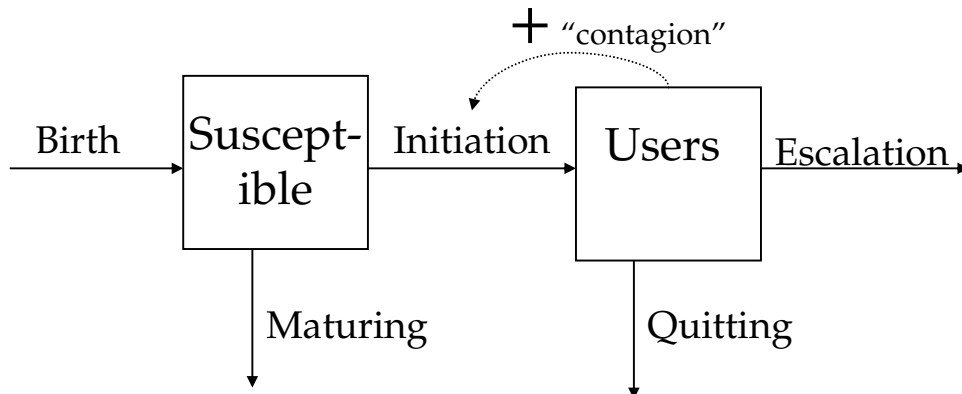 + “contagion”
Birth
Suscept-
ible
Initiation
Users
Escalation
Maturing
Quitting